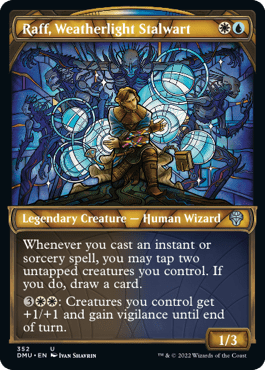 Raff, Weatherlight Stalwart
Legendary Creature — Human Wizard
Whenever you cast an instant or
sorcery spell, you may tap two
untapped creatures you control. If
you do, draw a card.
3: Creatures you control get
+1/+1 and gain vigilance until end
of turn.
1/3
352 U
DMU • EN Ivan Shavrin
™ & © 2022 Wizards of the Coast